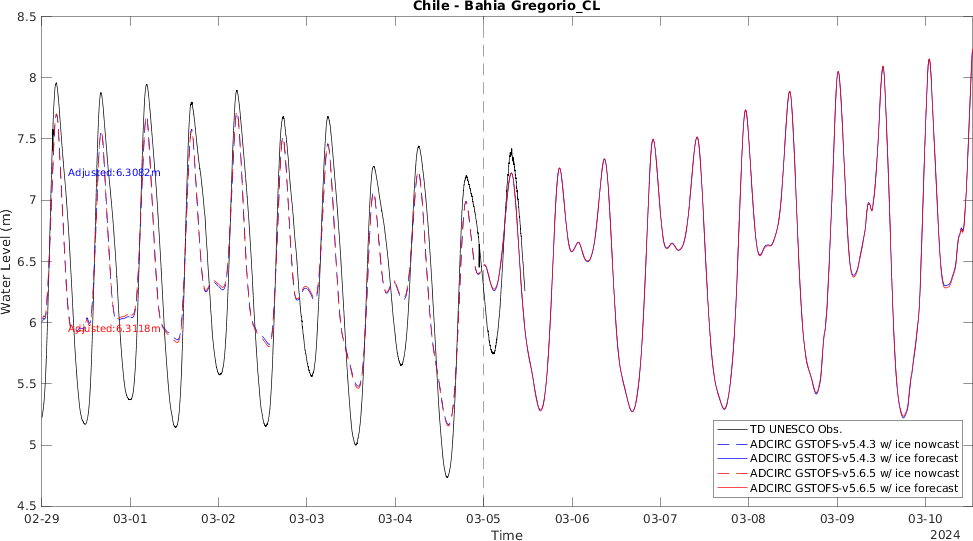 Chile - Bahia Gregorio_CL
8.5
8
7.5
7
6.5
6
5.5
5
4.5
Water Level (m)
Adjusted:6.3082m
Adjusted:6.3118m
TD UNESCO Obs.
ADCIRC GSTOFS-v5.4.3 w/ ice nowcast
ADCIRC GSTOFS-v5.4.3 w/ ice forecast
ADCIRC GSTOFS-v5.6.5 w/ ice nowcast
ADCIRC GSTOFS-v5.6.5 w/ ice forecast
02-29 03-01 03-02 03-03 03-04 03-05 03-06 03-07 03-08 03-09 03-10
Time
2024